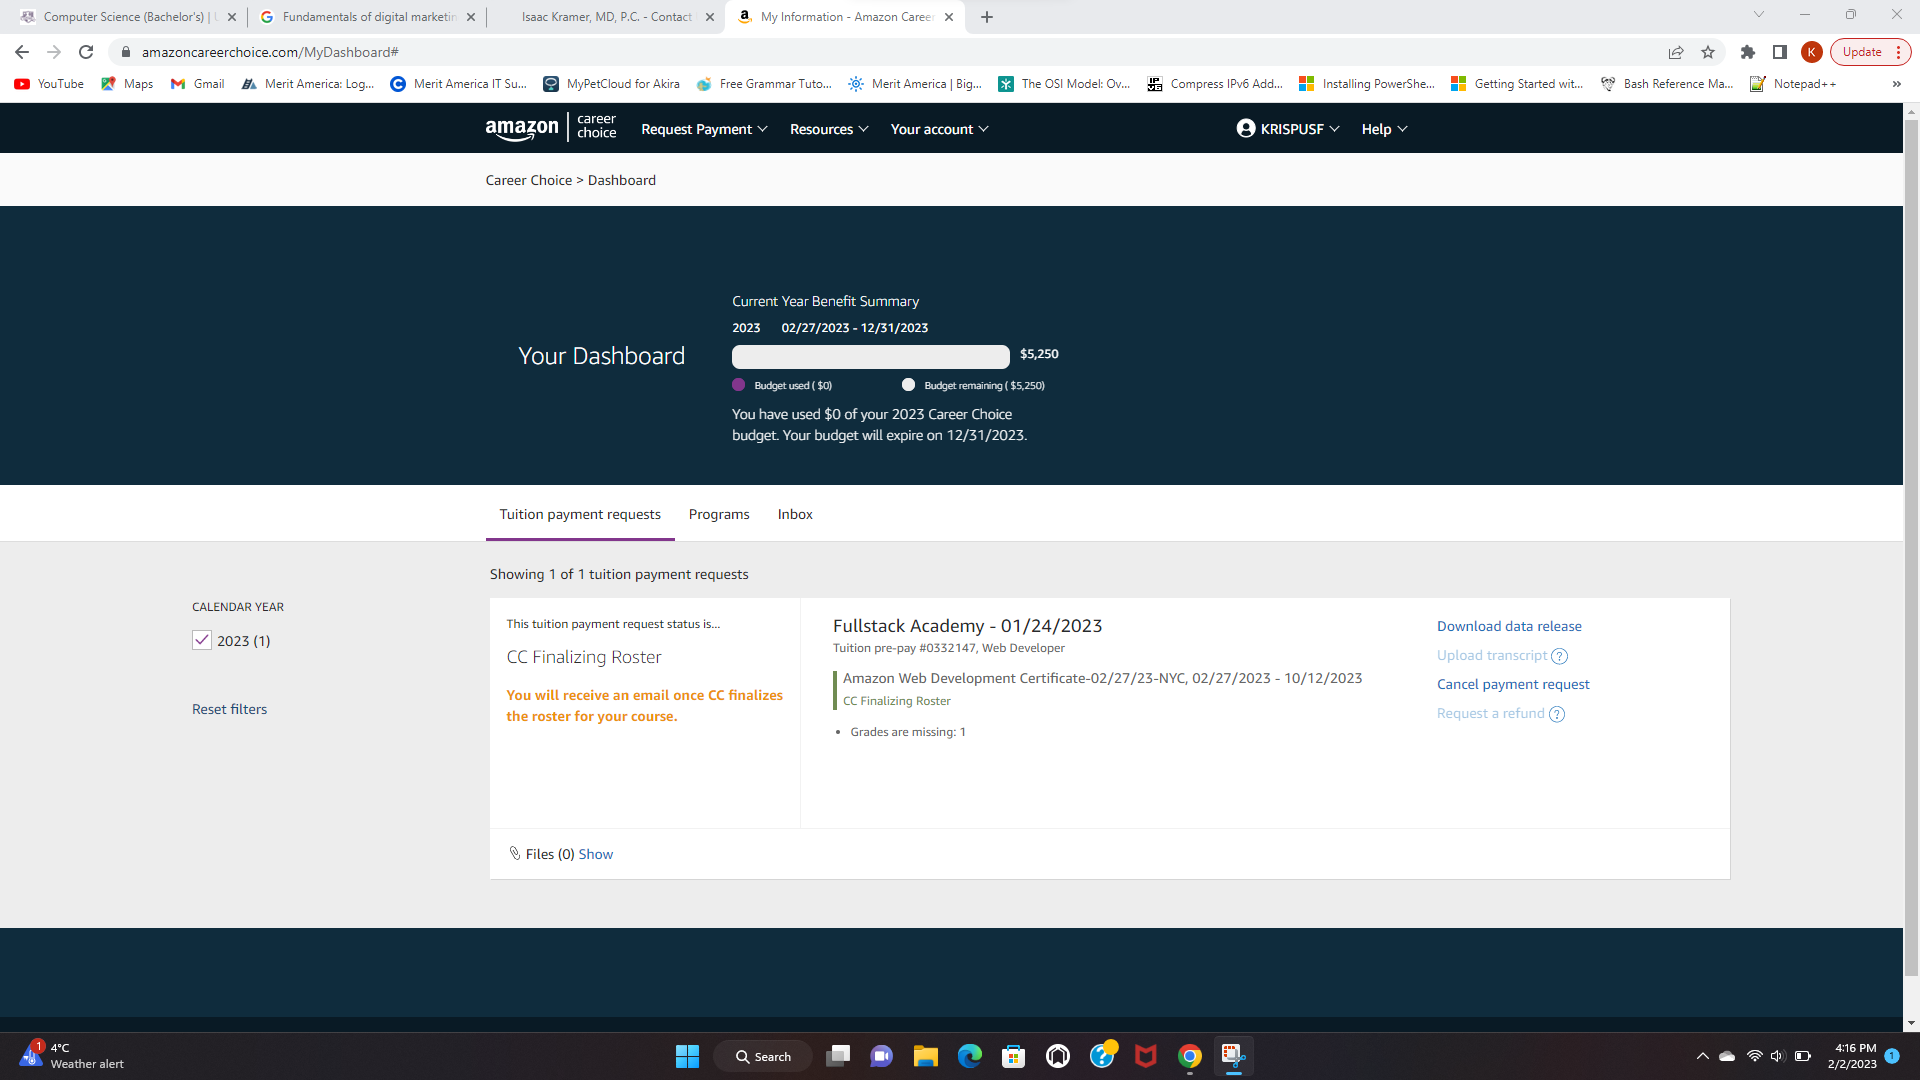 Computer Science (Bachelor's) |
Fundamentals of digital marketin
Isaac Kramer, MD, P.C. - Contact
My Information - Amazon Career
amazoncareerchoice.com/MyDashboard#
K
Update
YouTube
Maps
Gmail
Merit America: Log...
Merit America IT Su...
MyPetCloud for Akira
Free Grammar Tuto...
Merit America | Big...
The OSI Model: Ov...
Compress IPv6 Add...
Installing PowerShe...
Getting Started wit...
Bash Reference Ma...
Notepad++
»
amazon career choice
Request Payment
Resources
Your account
KRISPUSF
Help
Career Choice > Dashboard
Your Dashboard
Current Year Benefit Summary
2023 02/27/2023 - 12/31/2023
$5,250
Budget used ( $0)
Budget remaining ( $5,250)
You have used $0 of your 2023 Career Choice
budget. Your budget will expire on 12/31/2023.
Tuition payment requests
Programs
Inbox
Showing 1 of 1 tuition payment requests
CALENDAR YEAR
2023 (1)
Reset filters
This tuition payment request status is...
CC Finalizing Roster
You will receive an email once CC finalizes
the roster for your course.
Fullstack Academy - 01/24/2023
Tuition pre-pay #0332147, Web Developer
Amazon Web Development Certificate-02/27/23-NYC, 02/27/2023 - 10/12/2023
CC Finalizing Roster
• Grades are missing: 1
Download data release
Upload transcript ?
Cancel payment request
Request a refund ?
Files (0) Show
1
4°C
Weather alert
Search
4:16 PM
2/2/2023
1